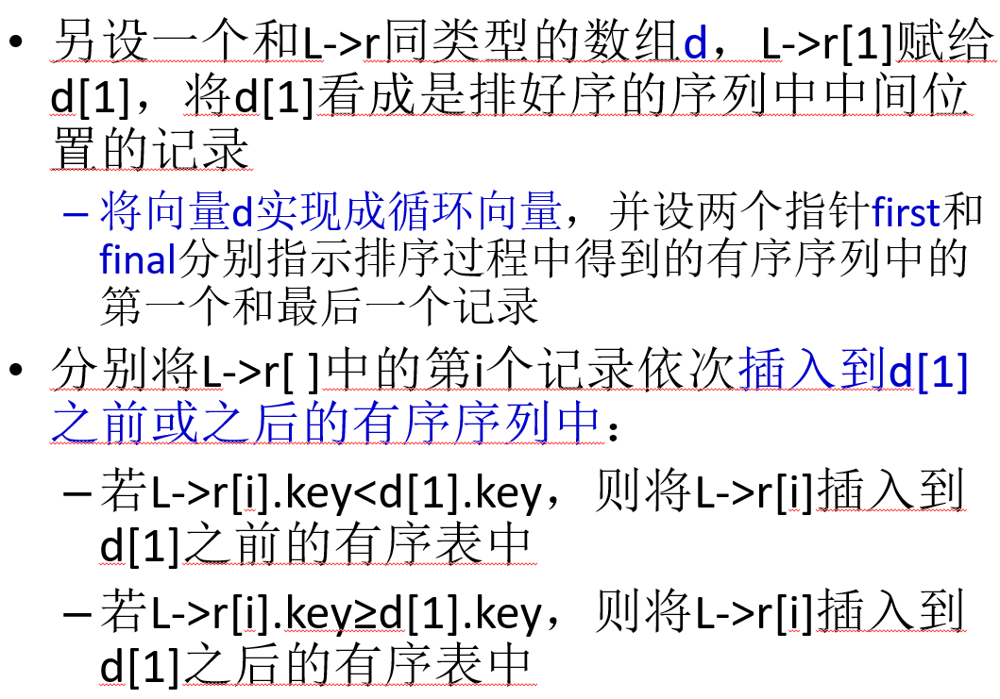 • 另设一个和L->r同类型的数组d，L->r[1]赋给
d[1]，将d[1]看成是排好序的序列中中间位
置的记录
– 将向量d实现成循环向量，并设两个指针first和
final分别指示排序过程中得到的有序序列中的
第一个和最后一个记录
• 分别将L->r[ ]中的第i个记录依次插入到d[1]
之前或之后的有序序列中：
– 若L->r[i].key<d[1].key，则将L->r[i]插入到
d[1]之前的有序表中
– 若L->r[i].key≥d[1].key，则将L->r[i]插入到
d[1]之后的有序表中